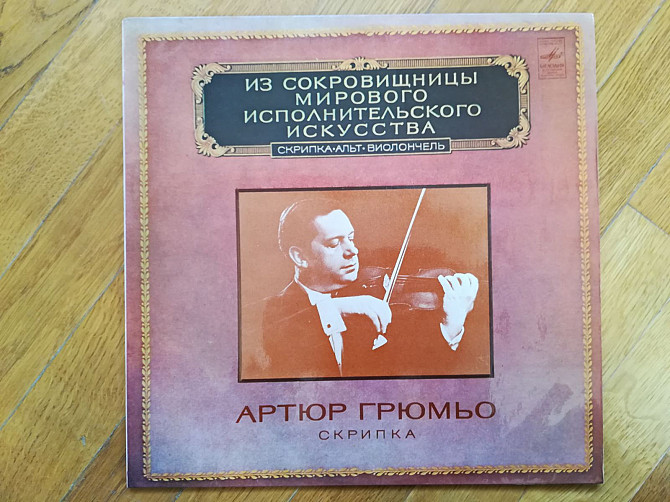 ИЗ СОКРОВИЩНИЦЫ
МИРОВОГО
ИСПОЛНИТЕЛЬСКОГО
ИСКУССТВА
СКРИПКА·АЛЬТ·ВИОЛОНЧЕЛЬ
АРТЮР ГРЮМЬО
СКРИПКА